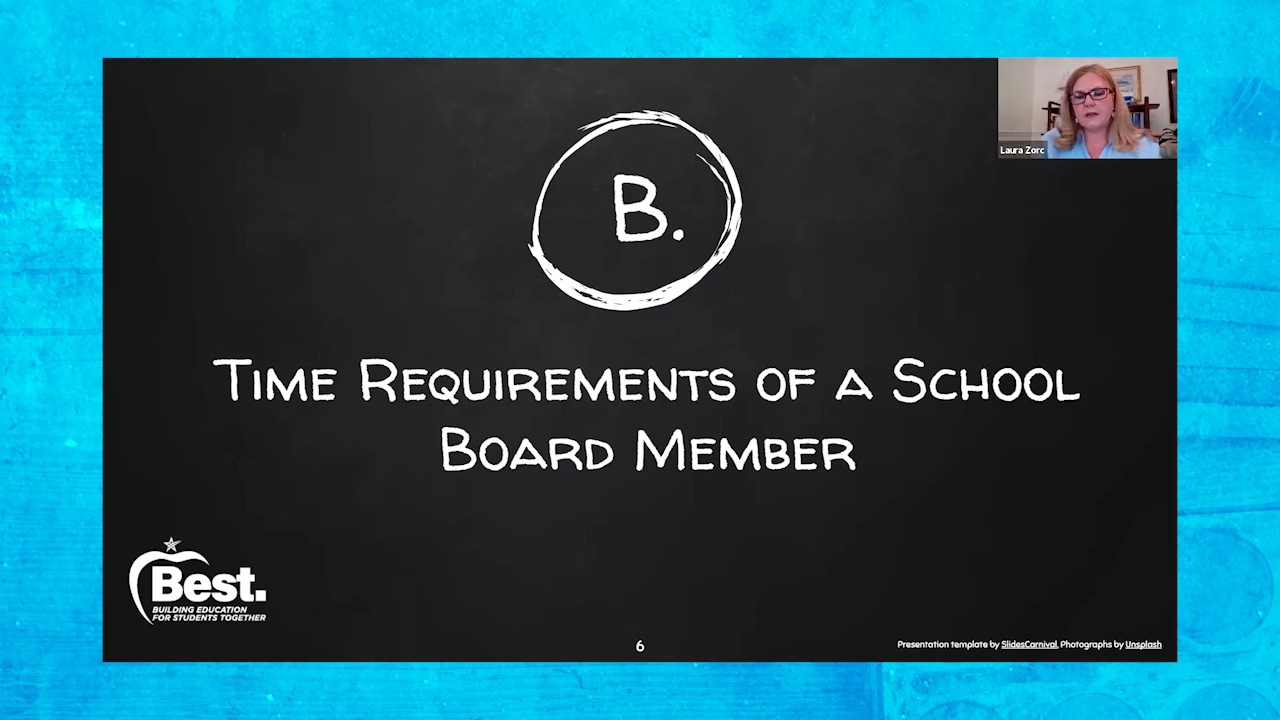 Laura Zorc
B.
Time Requirements of a School
Board Member
Best.
BUILDING EDUCATION
FOR STUDENTS TOGETHER
6
Presentation template by SlidesCarnival Photographs by Unsplash